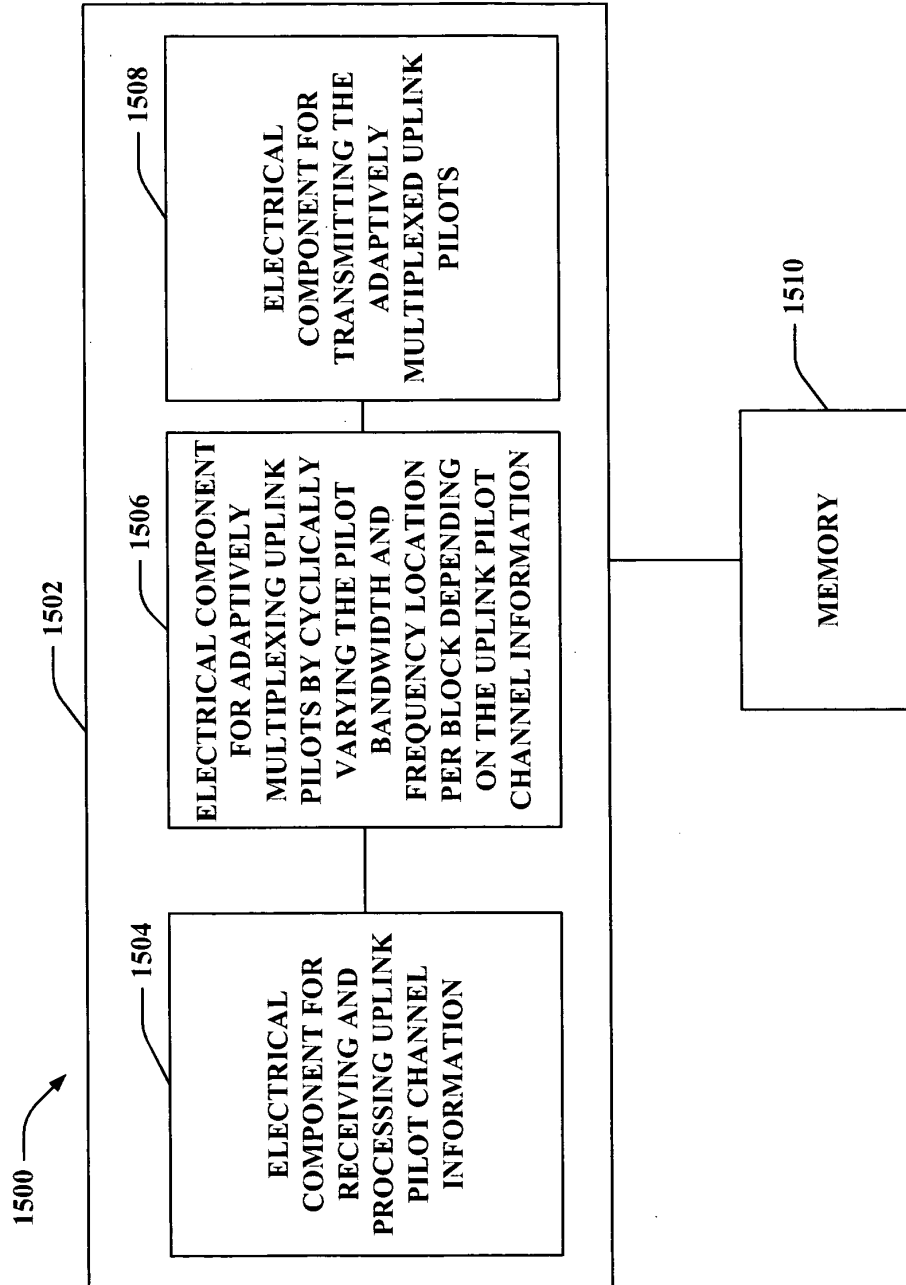 1500
1502
1504
ELECTRICAL
COMPONENT FOR
RECEIVING AND
PROCESSING UPLINK
PILOT CHANNEL
INFORMATION
1506
ELECTRICAL COMPONENT
FOR ADAPTIVELY
MULTIPLEXING UPLINK
PILOTS BY CYCLICALLY
VARYING THE PILOT
BANDWIDTH AND
FREQUENCY LOCATION
PER BLOCK DEPENDING
ON THE UPLINK PILOT
CHANNEL INFORMATION
1508
ELECTRICAL
COMPONENT FOR
TRANSMITTING THE
ADAPTIVELY
MULTIPLEXED UPLINK
PILOTS
1510
MEMORY